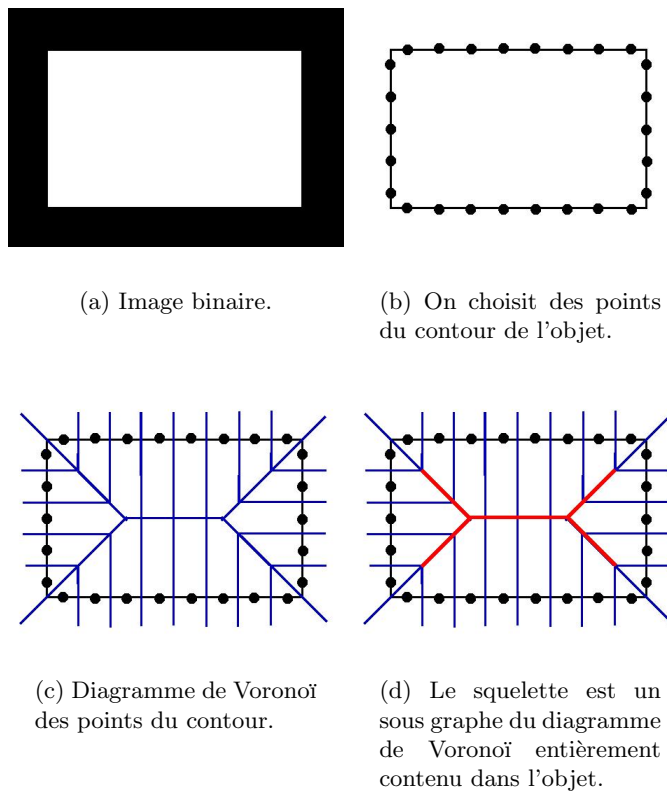 (a) Image binaire.
(b) On choisit des points
du contour de l'objet.
(c) Diagramme de Voronoï
des points du contour.
(d) Le squelette est un
sous graphe du diagramme
de Voronoï entièrement
contenu dans l'objet.